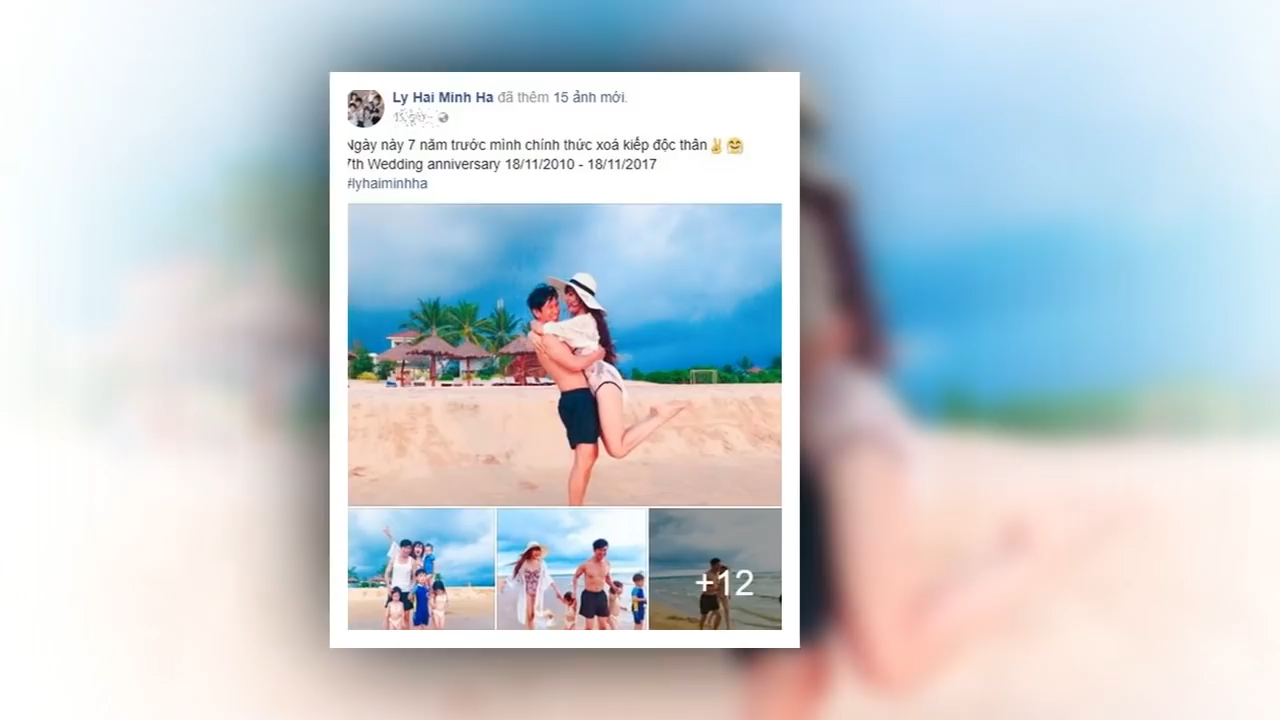 Ly Hai Minh Ha đã thêm 15 ảnh mới.
Ngày này 7 năm trước mình chính thức xoá kiếp độc thân✌🤗
7th Wedding anniversary 18/11/2010 - 18/11/2017
#lyhaiminhha
+12